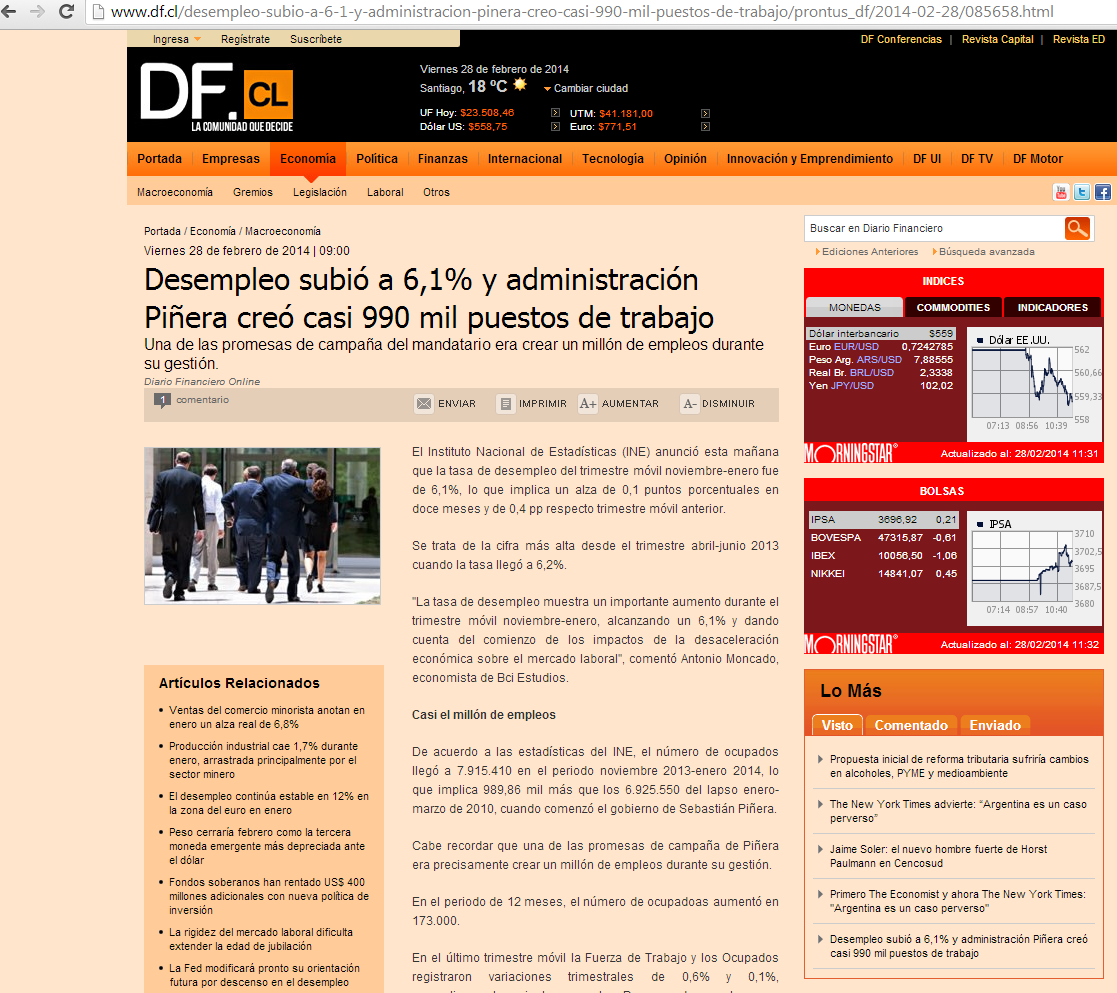 www.df.cl/desempleo-subio-a-6-1-y-administracion-pinera-creo-casi-990-mil-puestos-de-trabajo/prontus_df/2014-02-28/085658.html
Ingresa Regístrate Suscríbete
DF Conferencias | Revista Capital | Revista ED
DF.CL
LA COMUNIDAD QUE DECIDE
Viernes 28 de febrero de 2014
Santiago, 18 ºC Cambiar ciudad
UF Hoy: $23.508,46 UTM: $41.181,00
Dólar US: $558,75 Euro: $771,51
Portada Empresas Economía Política Finanzas Internacional Tecnología Opinión Innovación y Emprendimiento DF UI DF TV DF Motor
Macroeconomía Gremios Legislación Laboral Otros
Portada / Economía / Macroeconomía
Viernes 28 de febrero de 2014 | 09:00
Desempleo subió a 6,1% y administración
Piñera creó casi 990 mil puestos de trabajo
Una de las promesas de campaña del mandatario era crear un millón de empleos durante
su gestión.
Diario Financiero Online
1 comentario
ENVIAR IMPRIMIR A+ AUMENTAR A- DISMINUIR
El Instituto Nacional de Estadísticas (INE) anunció esta mañana
que la tasa de desempleo del trimestre móvil noviembre-enero fue
de 6,1%, lo que implica un alza de 0,1 puntos porcentuales en
doce meses y de 0,4 pp respecto trimestre móvil anterior.
Se trata de la cifra más alta desde el trimestre abril-junio 2013
cuando la tasa llegó a 6,2%.
"La tasa de desempleo muestra un importante aumento durante el
trimestre móvil noviembre-enero, alcanzando un 6,1% y dando
cuenta del comienzo de los impactos de la desaceleración
económica sobre el mercado laboral", comentó Antonio Moncado,
economista de Bci Estudios.
Casi el millón de empleos
De acuerdo a las estadísticas del INE, el número de ocupados
llegó a 7.915.410 en el periodo noviembre 2013-enero 2014, lo
que implica 989,86 mil más que los 6.925.550 del lapso enero-
marzo de 2010, cuando comenzó el gobierno de Sebastián Piñera.
Cabe recordar que una de las promesas de campaña de Piñera
era precisamente crear un millón de empleos durante su gestión.
En el periodo de 12 meses, el número de ocupadoas aumentó en
173.000.
En el último trimestre móvil la Fuerza de Trabajo y los Ocupados
registraron variaciones trimestrales de 0,6% y 0,1%,
Artículos Relacionados
Ventas del comercio minorista anotan en
enero un alza real de 6,8%
Producción industrial cae 1,7% durante
enero, arrastrada principalmente por el
sector minero
El desempleo continúa estable en 12% en
la zona del euro en enero
Peso cerraría febrero como la tercera
moneda emergente más depreciada ante
el dólar
Fondos soberanos han rentado US$ 400
millones adicionales con nueva política de
inversión
La rigidez del mercado laboral dificulta
extender la edad de jubilación
La Fed modificará pronto su orientación
futura por descenso en el desempleo
Buscar en Diario Financiero
Ediciones Anteriores Búsqueda avanzada
INDICES
MONEDAS COMMODITIES INDICADORES
Dólar interbancario $559
Euro EUR/USD 0,7242785
Peso Arg. ARS/USD 7,88555
Real Br. BRL/USD 2,3338
Yen JPY/USD 102,02
Dólar EE.UU.
562
560,66
559,33
558
07:13 08:56 10:39
MORNINGSTAR® Actualizado al: 28/02/2014 11:31
BOLSAS
IPSA 3696,92 0,21
BOVESPA 47315,87 -0,61
IBEX 10056,50 -1,06
NIKKEI 14841,07 0,45
IPSA
3710
3702,5
3695
3687,5
3680
07:14 08:57 10:40
MORNINGSTAR® Actualizado al: 28/02/2014 11:32
Lo Más
Visto Comentado Enviado
Propuesta inicial de reforma tributaria sufriría cambios
en alcoholes, PYME y medioambiente
The New York Times advierte: "Argentina es un caso
perverso"
Jaime Soler: el nuevo hombre fuerte de Horst
Paulmann en Cencosud
Primero The Economist y ahora The New York Times:
"Argentina es un caso perverso"
Desempleo subió a 6,1% y administración Piñera creó
casi 990 mil puestos de trabajo